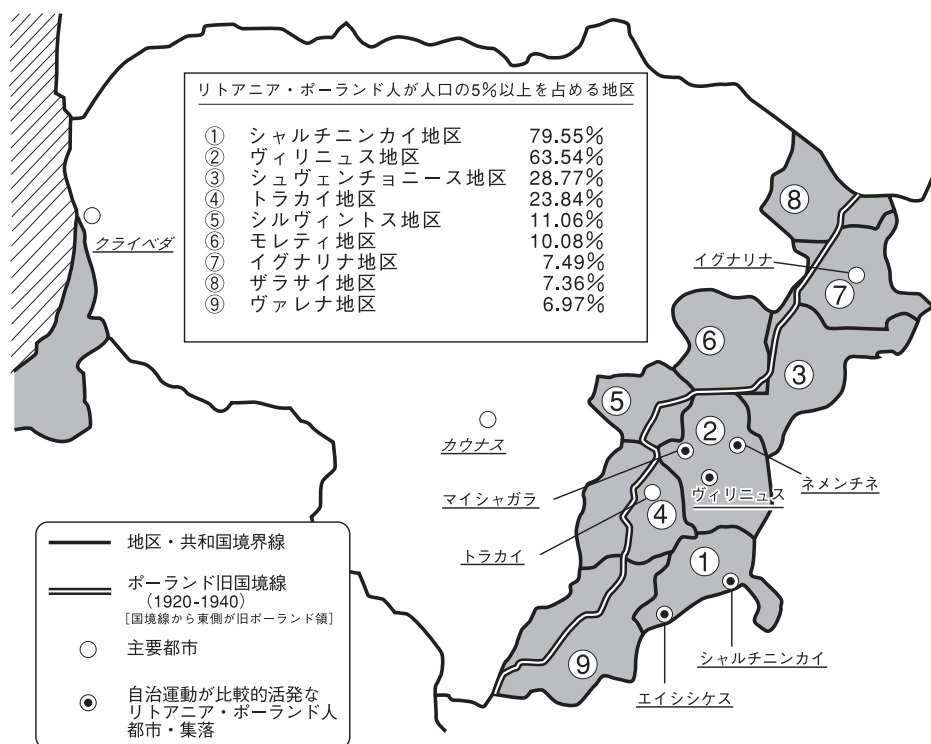 リトアニア・ポーランド人が人口の5%以上を占める地区
① シャルチニンカイ地区 79.55%
② ヴィリニュス地区 63.54%
③ シュヴェンチョニース地区 28.77%
④ トラカイ地区 23.84%
⑤ シルヴィントス地区 11.06%
⑥ モレティ地区 10.08%
⑦ イグナリナ地区 7.49%
⑧ ザラサイ地区 7.36%
⑨ ヴァレナ地区 6.97%
クライペダ
⑧
イグナリナ
⑦
⑥
③
⑤
②
カウナス
マイシャガラ
ネメンチネ
ヴィリニュス
④
トラカイ
①
シャルチニンカイ
⑨
エイシシケス
地区・共和国境界線
ポーランド旧国境線
(1920-1940)
[国境線から東側が旧ポーランド領]
主要都市
自治運動が比較的活発な
リトアニア・ポーランド人
都市・集落